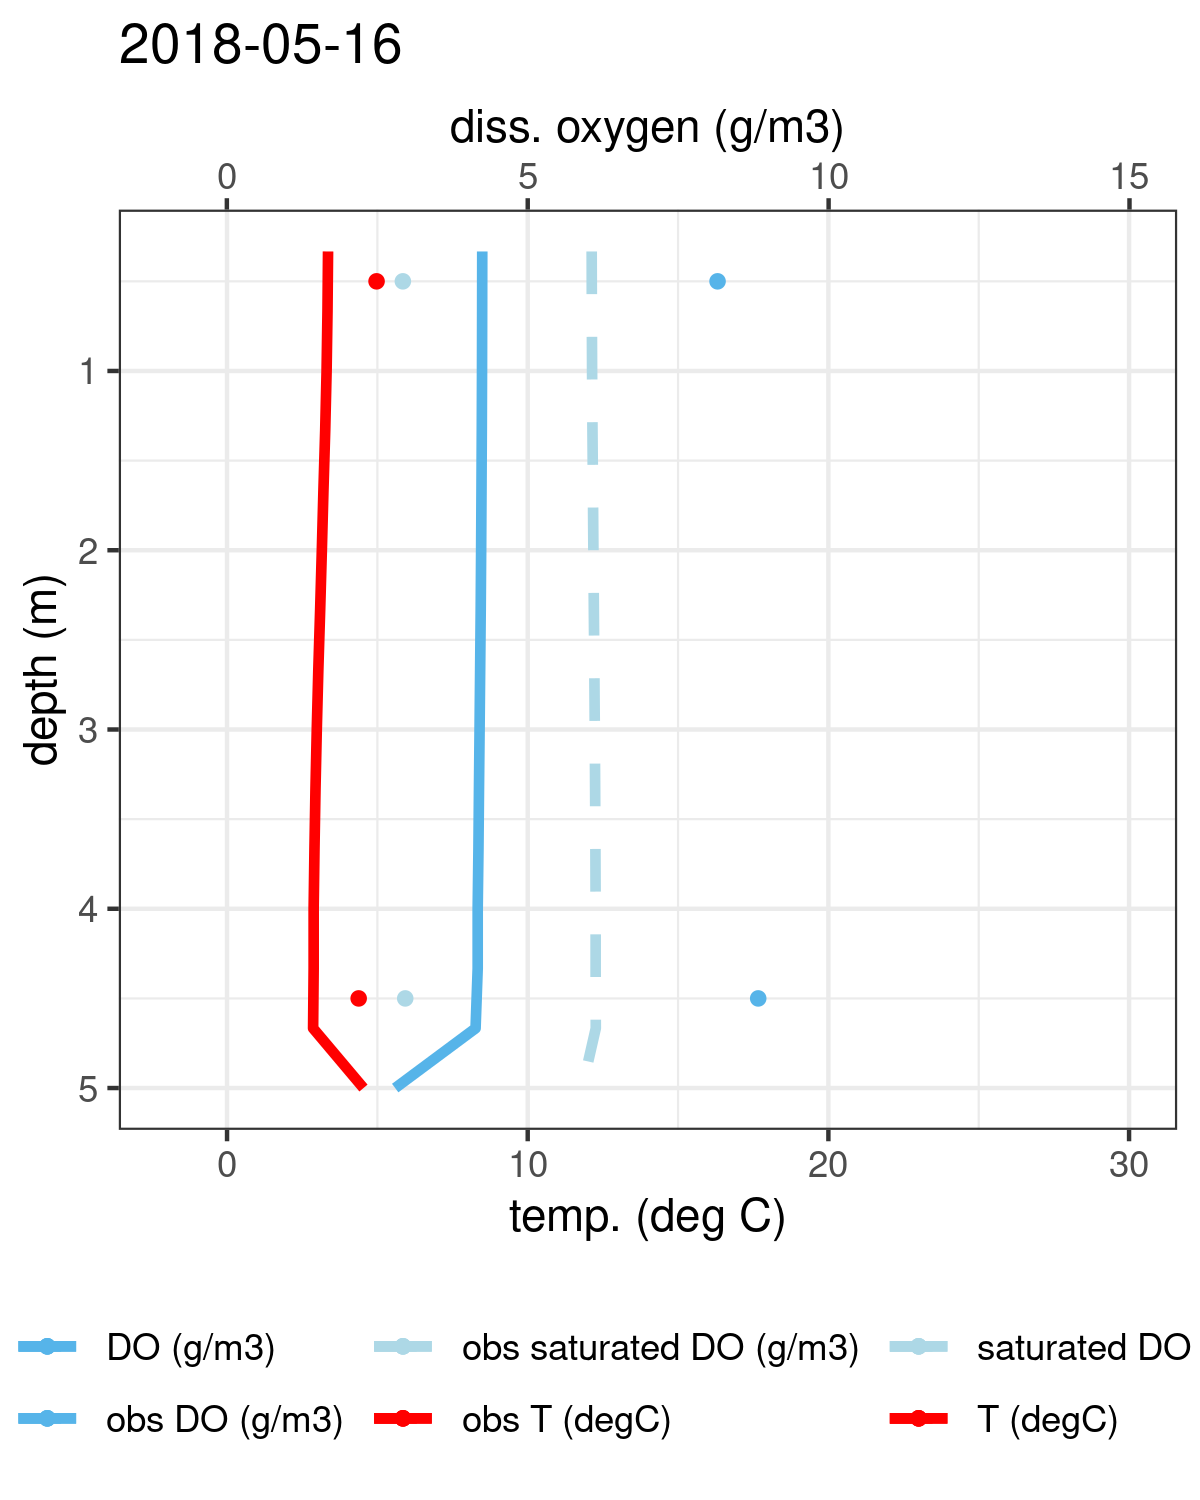 2018-05-16
diss. oxygen (g/m3)
0 5 10 15
depth (m)
1
2
3
4
5
0 10 20 30
temp. (deg C)
DO (g/m3) obs saturated DO (g/m3) saturated DO
obs DO (g/m3) obs T (degC) T (degC)